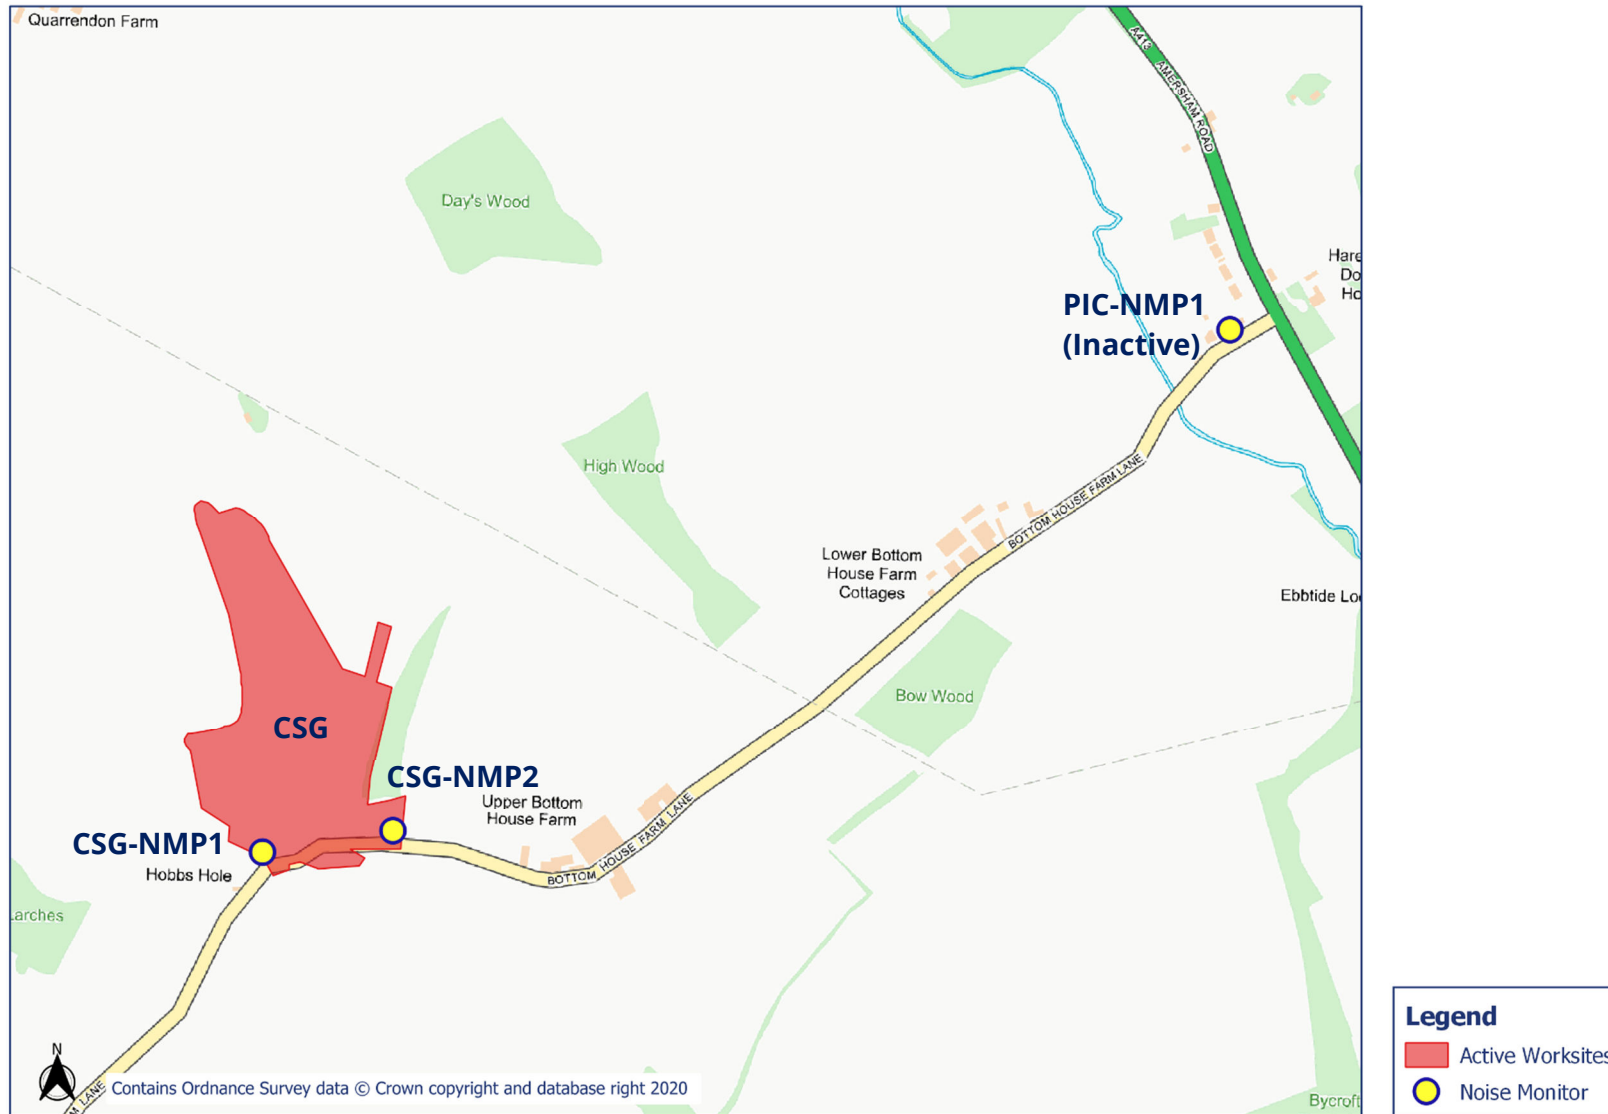 Quarrendon Farm
A413
AMERSHAM ROAD
Day's Wood
Hare
Do
Ho
PIC-NMP1
(Inactive)
High Wood
BOTTOM HOUSE FARM LANE
Lower Bottom
House Farm
Cottages
Ebbtide Lo
Bow Wood
CSG
CSG-NMP2
Upper Bottom
House Farm
BOTTOM HOUSE FARM LANE
CSG-NMP1
Hobbs Hole
arches
N
M LANE
Contains Ordnance Survey data © Crown copyright and database right 2020
Bycroft
Legend
Active Worksites
Noise Monitor